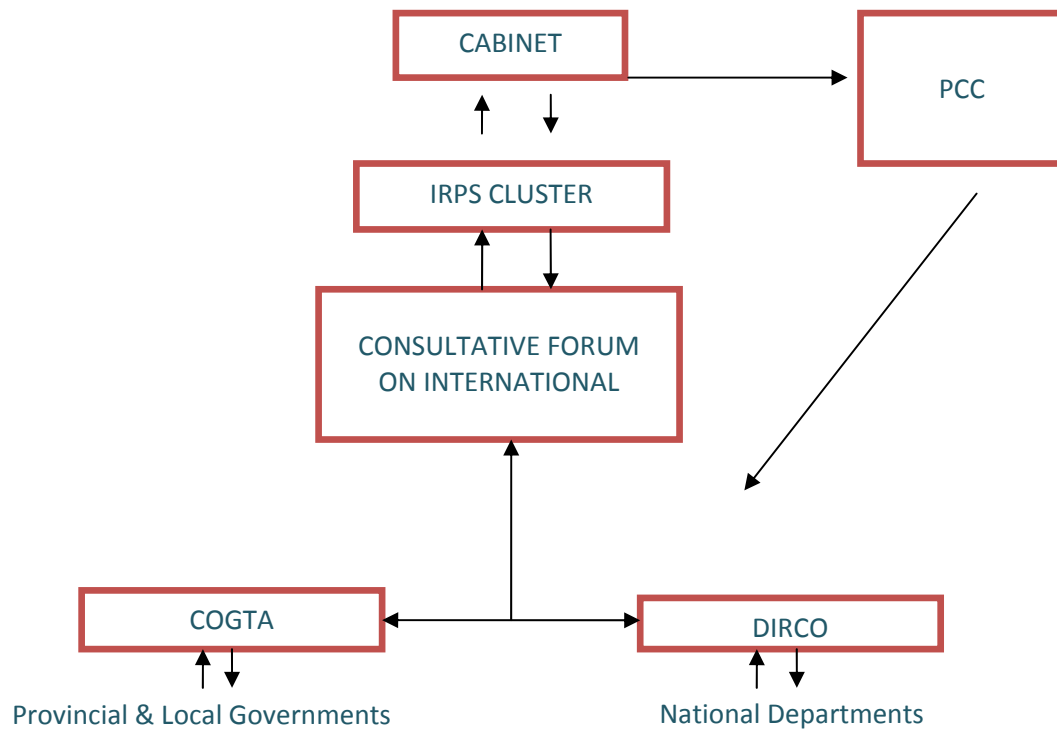 CABINET
PCC
IRPS CLUSTER
CONSULTATIVE FORUM
ON INTERNATIONAL
COGTA
DIRCO
Provincial & Local Governments
National Departments